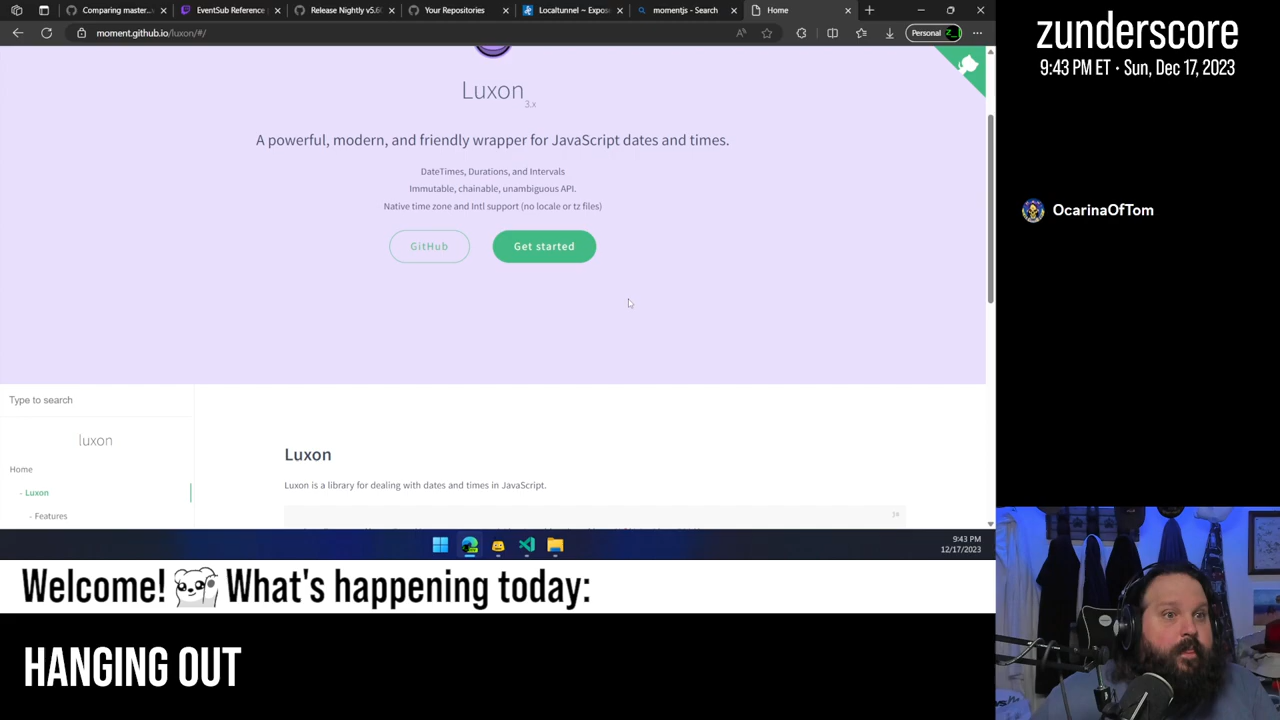 Comparing master...
EventSub Reference
Release Nightly v5.6
Your Repositories
Localtunnel ~ Expos
momentjs - Search
Home
moment.github.io/luxon/#/
Personal
Luxon 3.x
A powerful, modern, and friendly wrapper for JavaScript dates and times.
DateTimes, Durations, and Intervals
Immutable, chainable, unambiguous API.
Native time zone and Intl support (no locale or tz files)
GitHub
Get started
Type to search
luxon
Home
- Luxon
- Features
Luxon
Luxon is a library for dealing with dates and times in JavaScript.
9:43 PM
12/17/2023
zunderscore
9:43 PM ET • Sun, Dec 17, 2023
OcarinaOfTom
Welcome! What's happening today:
HANGING OUT